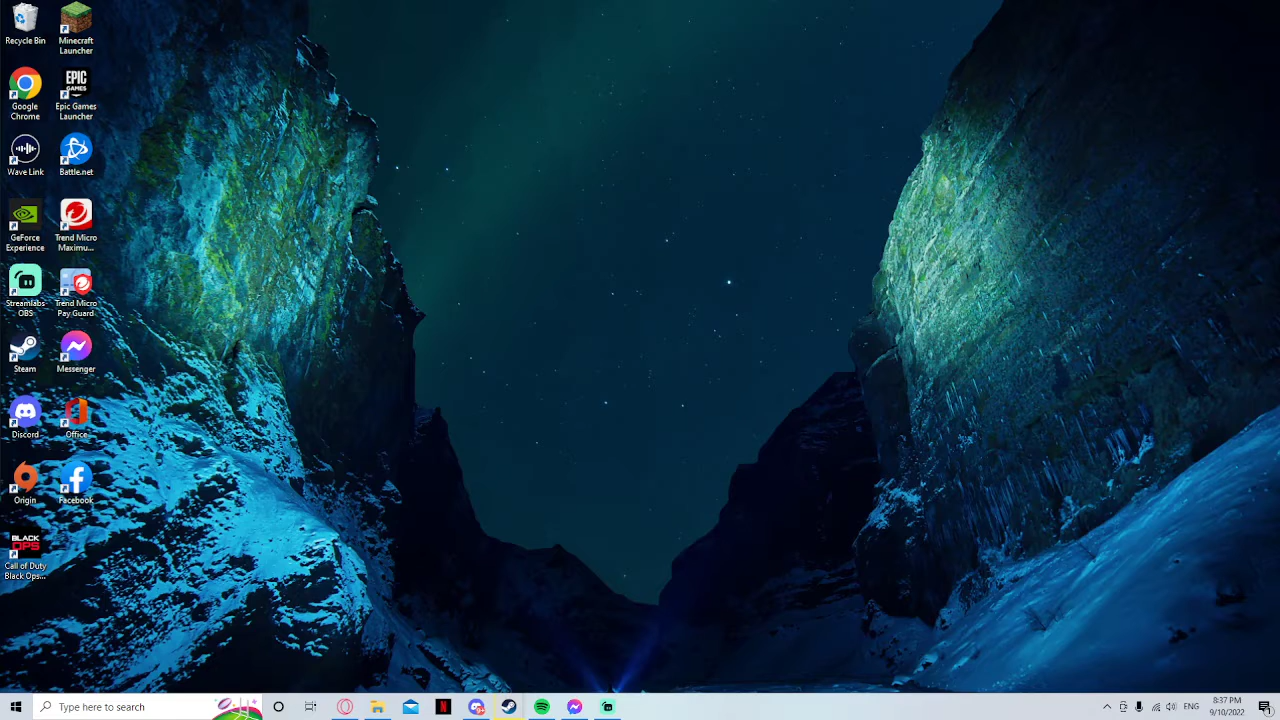 Recycle Bin
Minecraft
Launcher
Google
Chrome
EPIC
GAMES
Epic Games
Launcher
Wave Link
Battle.net
GeForce
Experience
Trend Micro
Maximu...
Streamlabs
OBS
Trend Micro
Pay Guard
Steam
Messenger
Discord
Office
Origin
Facebook
BLACK
OPS
Call of Duty
Black Ops...
Type here to search
N
ENG
8:37 PM
9/10/2022